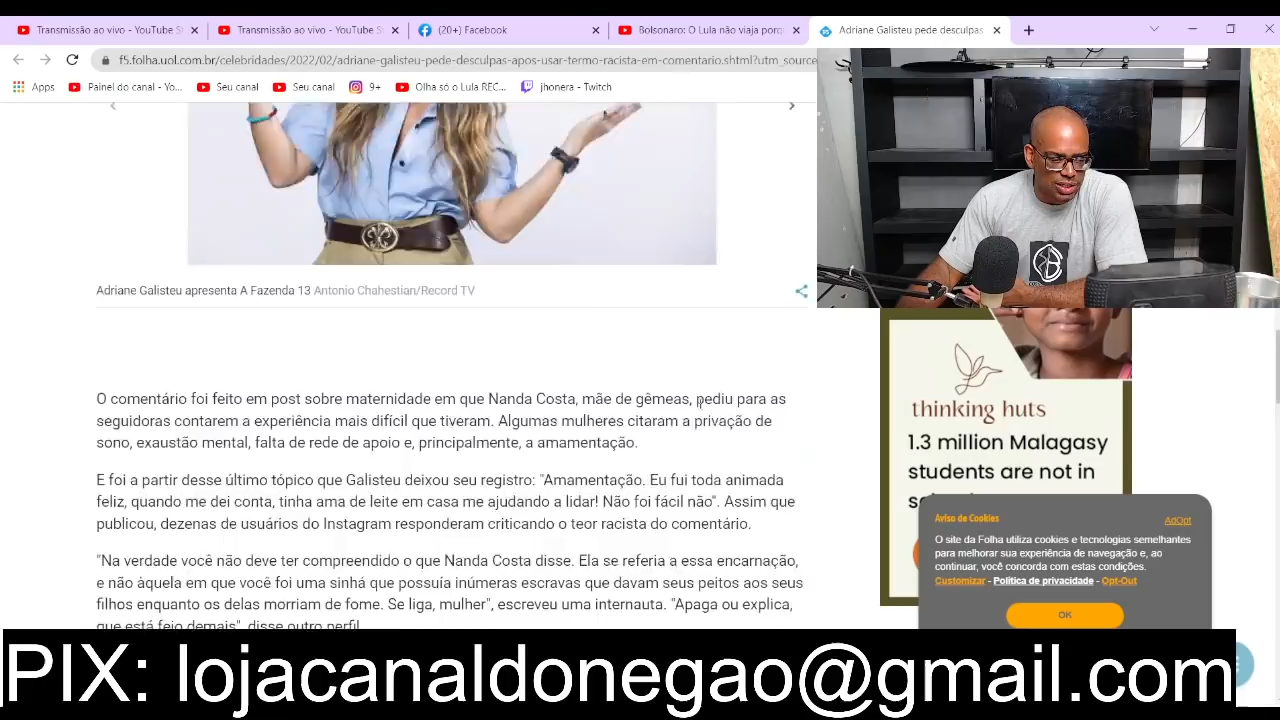 Transmissão ao vivo - YouTube S
Transmissão ao vivo - YouTube S
(20+) Facebook
Bolsonaro: O Lula não viaja porq
Adriane Galisteu pede desculpas
f5.folha.uol.com.br/celebridades/2022/02/adriane-galisteu-pede-desculpas-apos-
utm_source
Apps
Painel do canal - Yo...
Seu canal
Seu canal
9+
Olha só o Lula REC...
jhonera - Twitch
Adriane Galisteu apresenta A Fazenda 13 Antonio Chahestian/Record TV
O comentário foi feito em post sobre maternidade em que Nanda Costa, mãe de gêmeas, pediu para as
seguidoras contarem a experiência mais difícil que tiveram. Algumas mulheres citaram a privação de
sono, exaustão mental, falta de rede de apoio e, principalmente, a amamentação.
E foi a partir desse último tópico que Galisteu deixou seu registro: "Amamentação. Eu fui toda animada
feliz, quando me dei conta, tinha ama de leite em casa me ajudando a lidar! Não foi fácil não". Assim que
publicou, dezenas de usuários do Instagram responderam criticando o teor racista do comentário.
"Na verdade você não deve ter compreendido o que Nanda Costa disse. Ela se referia a essa encarnação,
e não àquela em que você foi uma sinhá que possuía inúmeras escravas que davam seus peitos aos seus
filhos enquanto os delas morriam de fome. Se liga, mulher", escreveu uma internauta. "Apaga ou explica,
que está feio demais", disse outro perfil.
thinking huts
1.3 million Malagasy
students are not in
Aviso de Cookies
AdOpt
O site da Folha utiliza cookies e tecnologias semelhantes
para melhorar sua experiência de navegação e, ao
continuar, você concorda com estas condições.
Customizar - Política de privacidade - Opt-Out
OK
PIX: lojacanaldonegao@gmail.com